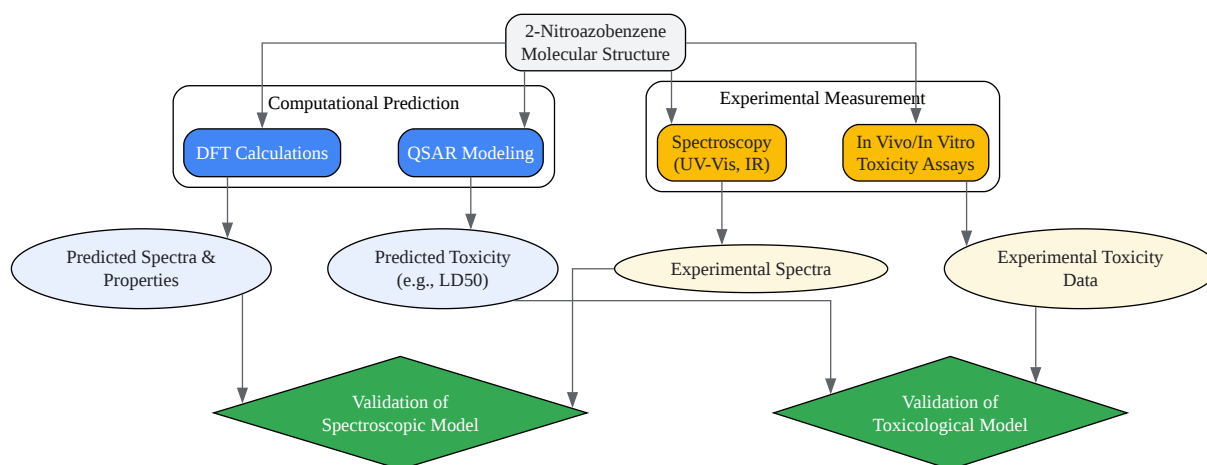 2-Nitroazobenzene
Molecular Structure
Computational Prediction
Experimental Measurement
DFT Calculations
QSAR Modeling
Spectroscopy
(UV-Vis, IR)
In Vivo/In Vitro
Toxicity Assays
Predicted Spectra &
Properties
Predicted Toxicity
(e.g., LD50)
Experimental Spectra
Experimental Toxicity
Data
Validation of
Spectroscopic Model
Validation of
Toxicological Model